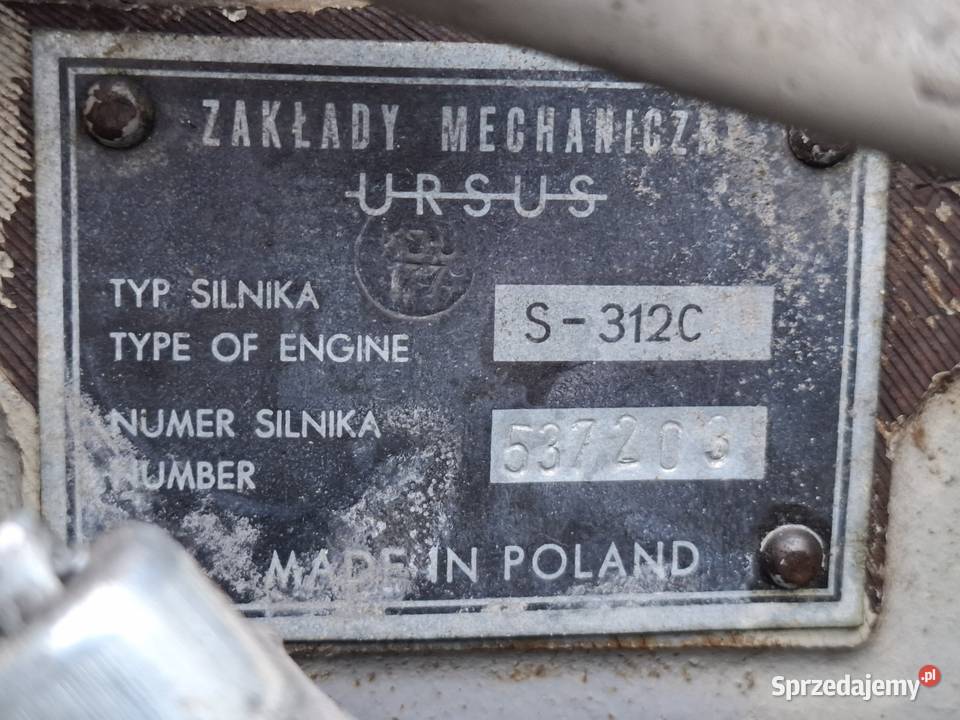 ZAKŁADY MECHANICZN
URSUS
TYP SILNIKA
TYPE OF ENGINE
S-312C
NUMER SILNIKA
NUMBER
537203
MADE IN POLAND
Sprzedajemy.pl